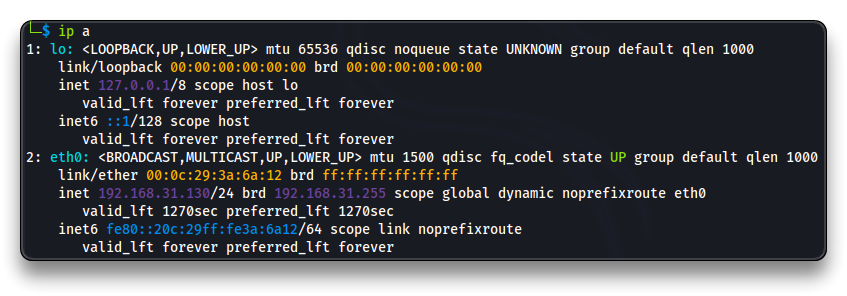 └─$ ip a
1: lo: <LOOPBACK,UP,LOWER_UP> mtu 65536 qdisc noqueue state UNKNOWN group default qlen 1000
    link/loopback 00:00:00:00:00:00 brd 00:00:00:00:00:00
    inet 127.0.0.1/8 scope host lo
       valid_lft forever preferred_lft forever
    inet6 ::1/128 scope host
       valid_lft forever preferred_lft forever
2: eth0: <BROADCAST,MULTICAST,UP,LOWER_UP> mtu 1500 qdisc fq_codel state UP group default qlen 1000
    link/ether 00:0c:29:3a:6a:12 brd ff:ff:ff:ff:ff:ff
    inet 192.168.31.130/24 brd 192.168.31.255 scope global dynamic noprefixroute eth0
       valid_lft 1270sec preferred_lft 1270sec
    inet6 fe80::20c:29ff:fe3a:6a12/64 scope link noprefixroute
       valid_lft forever preferred_lft forever